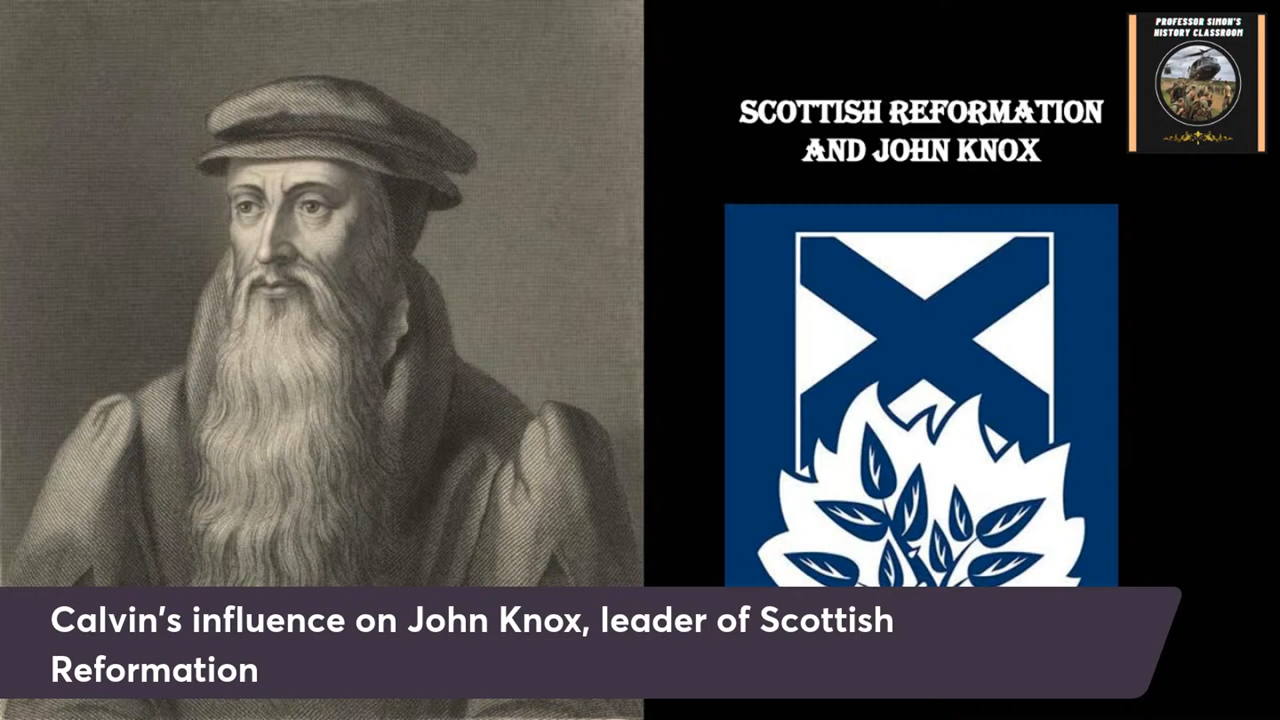 PROFESSOR SIMON'S
HISTORY CLASSROOM
SCOTTISH REFORMATION
AND JOHN KNOX
Calvin's influence on John Knox, leader of Scottish
Reformation